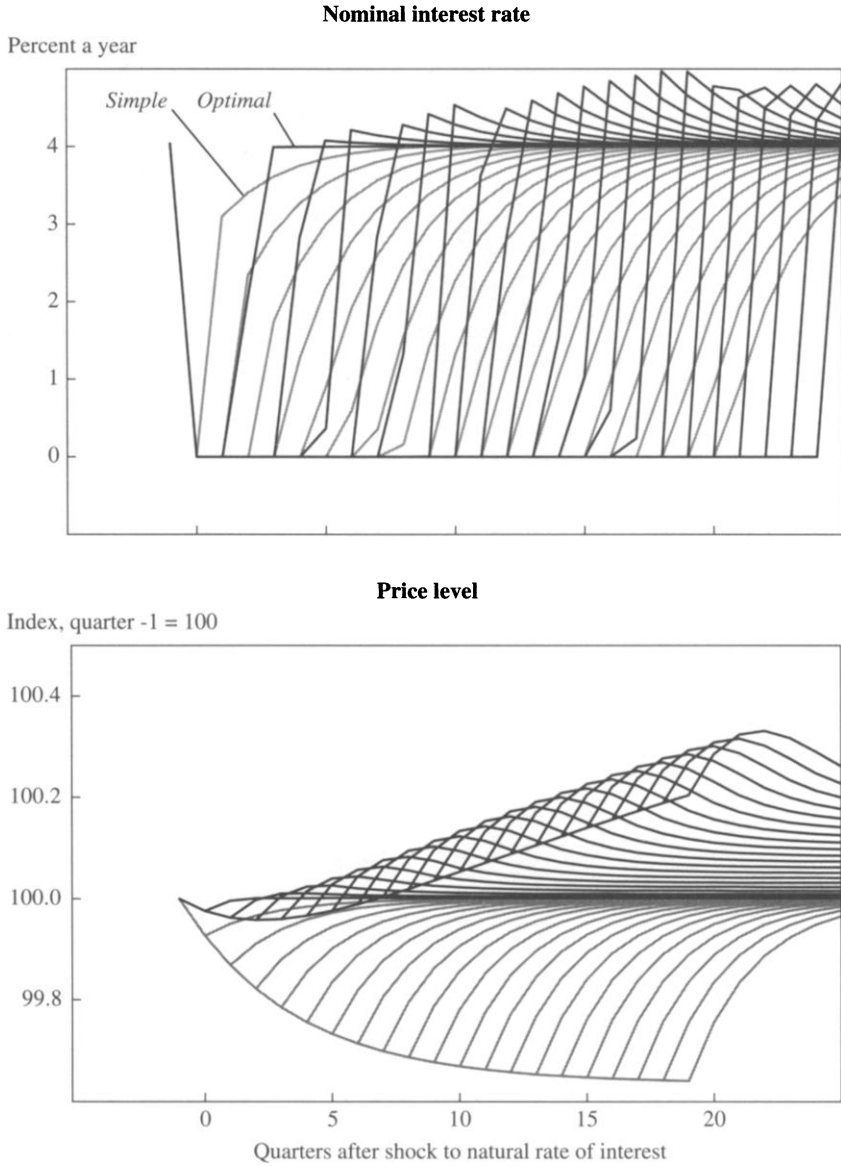 Nominal interest rate
Percent a year
Simple Optimal
4
3
2
1
0
Price level
Index, quarter -1 = 100
100.4
100.2
100.0
99.8
0 5 10 15 20
Quarters after shock to natural rate of interest